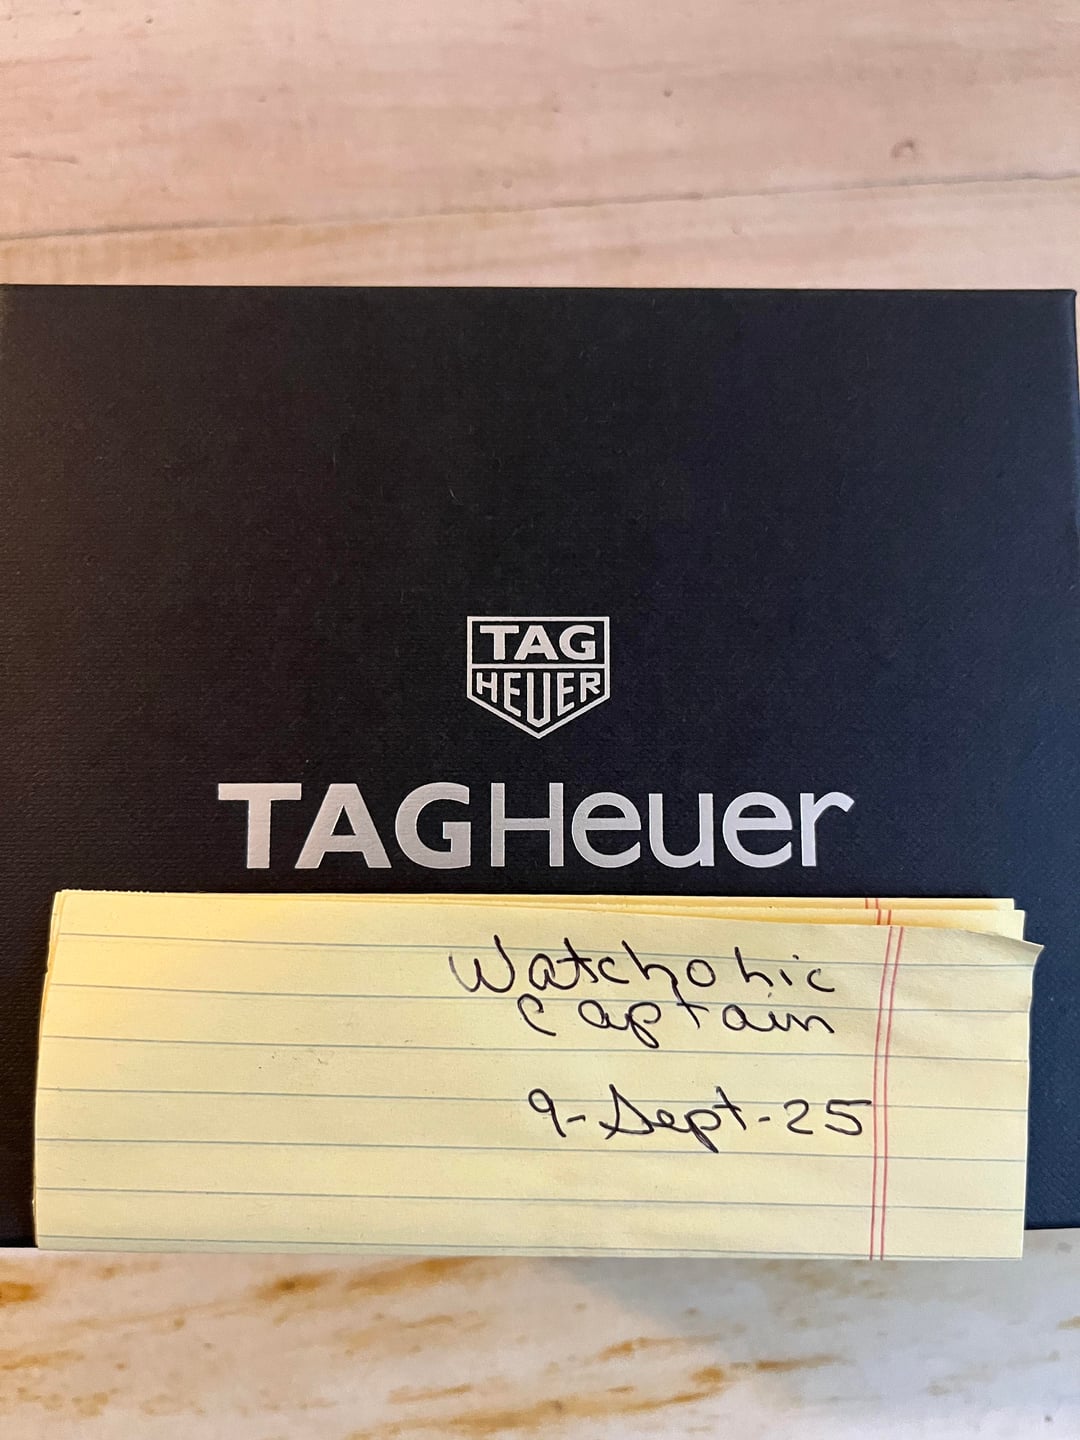 TAG
HEUER
TAGHeuer
Watchohic
Captain
9-Sept-25